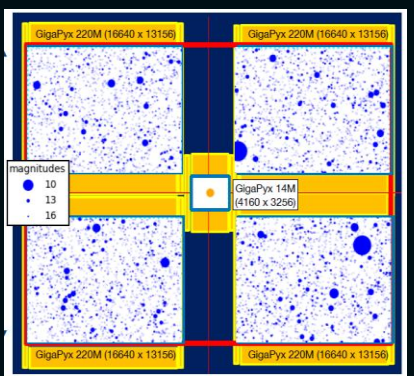 GigaPyx 220M (16640 x 13156)
GigaPyx 220M (16640 x 13156)
magnitudes
10
13
16
GigaPyx 14M
(4160 x 3256)
GigaPyx 220M (16640 x 13156)
GigaPyx 220M (16640 x 13156)